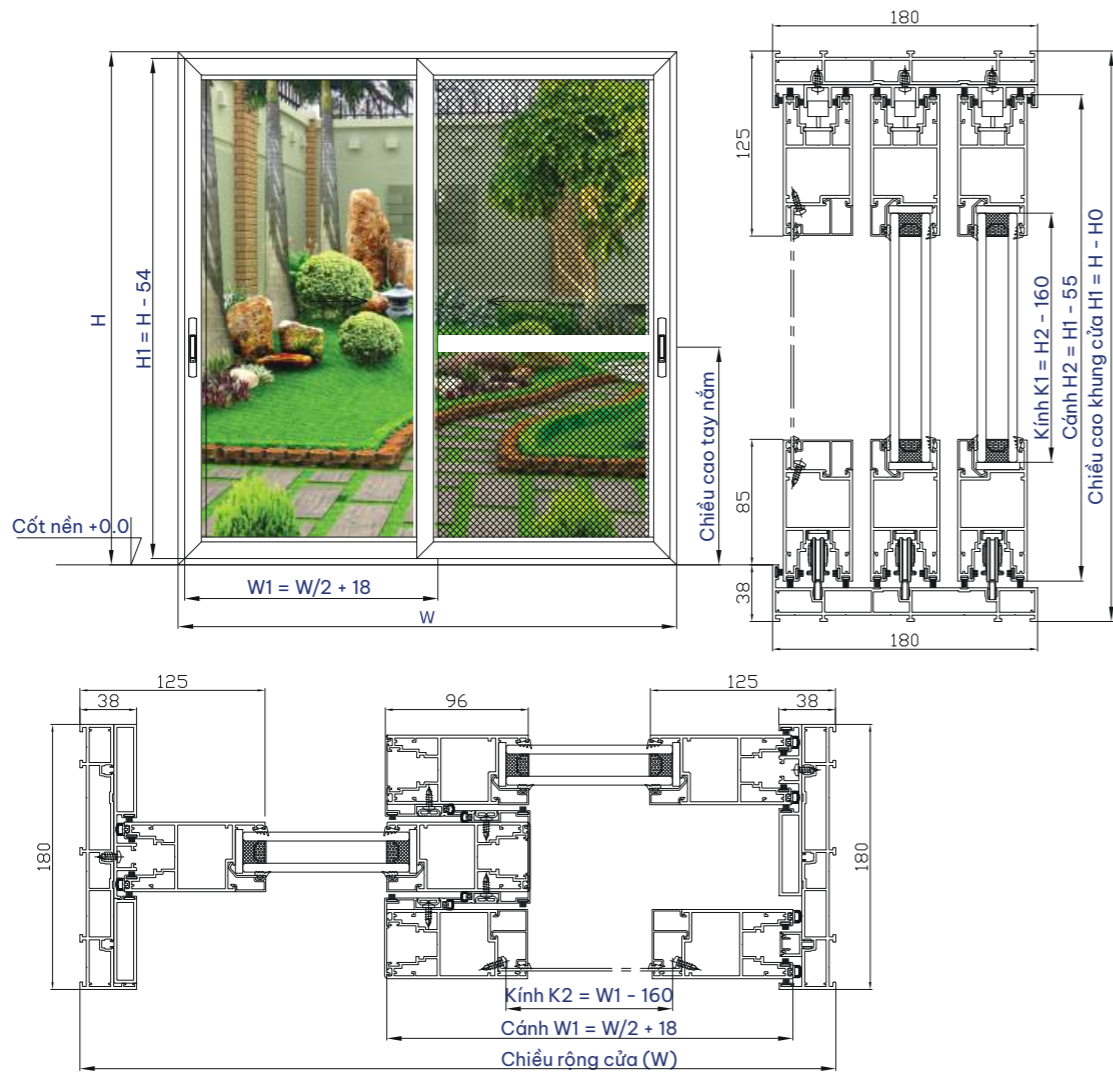 H
H1 = H - 54
Chiều cao tay nắm
Cốt nền +0.0
W1 = W/2 + 18
W
180
125
85
38
Kính K1 = H2 - 160
Cánh H2 = H1 - 55
Chiều cao khung cửa H1 = H - H0
180
125
38
96
125
38
180
180
Kính K2 = W1 - 160
Cánh W1 = W/2 + 18
Chiều rộng cửa (W)